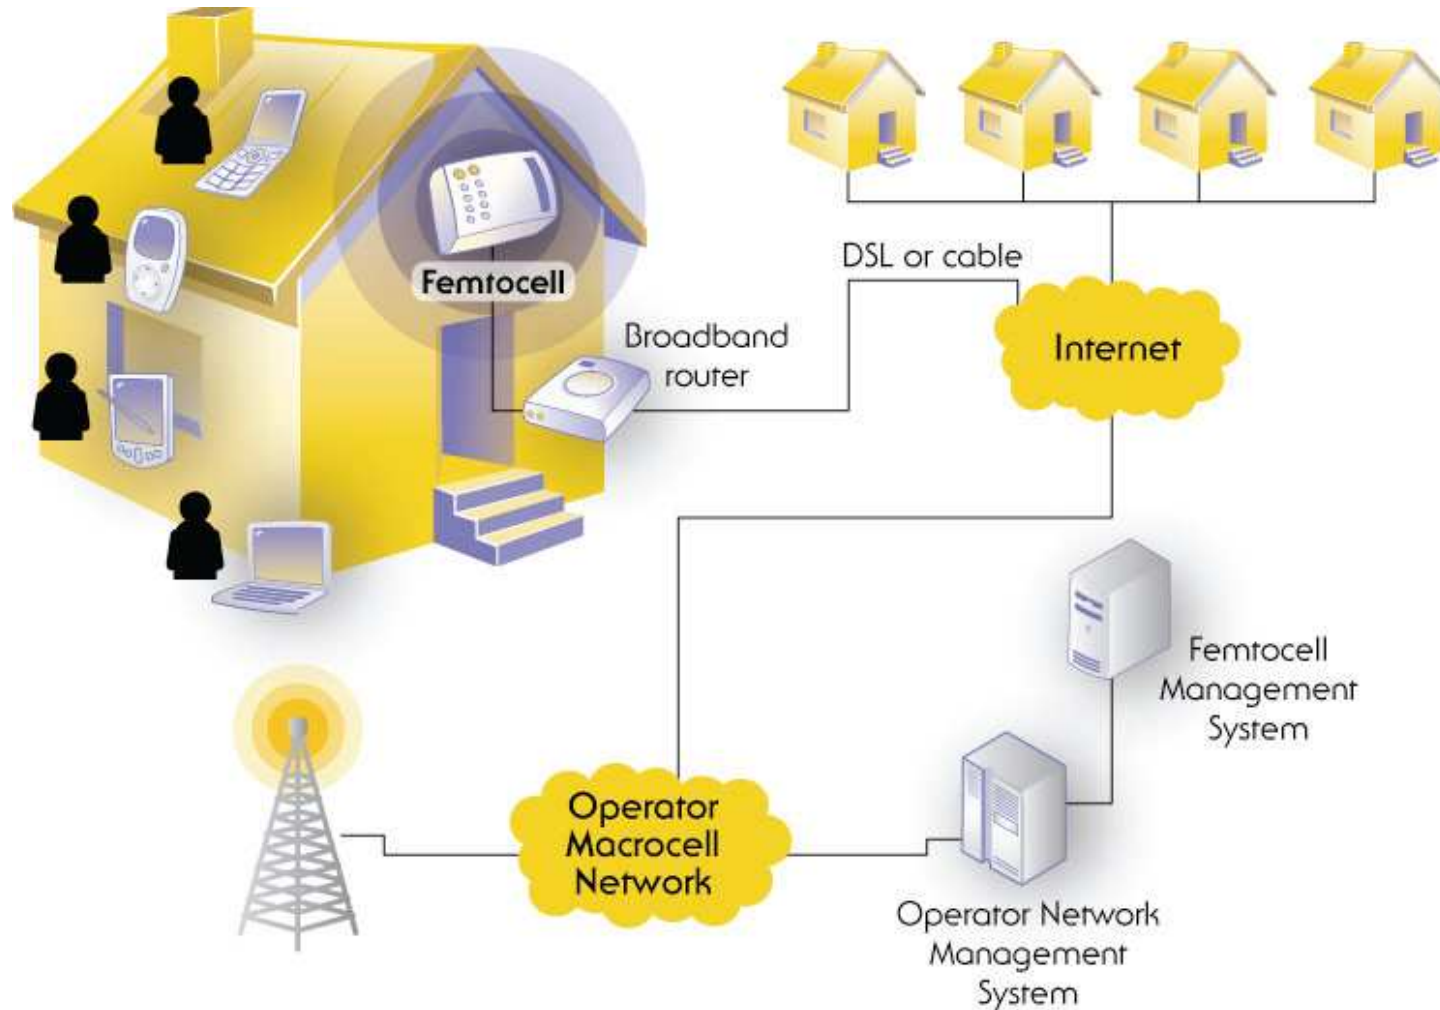 DSL or cable
Femtocell
Broadband
router
Internet
Femtocell
Management
System
Operator
Macrocell
Network
Operator Network
Management
System